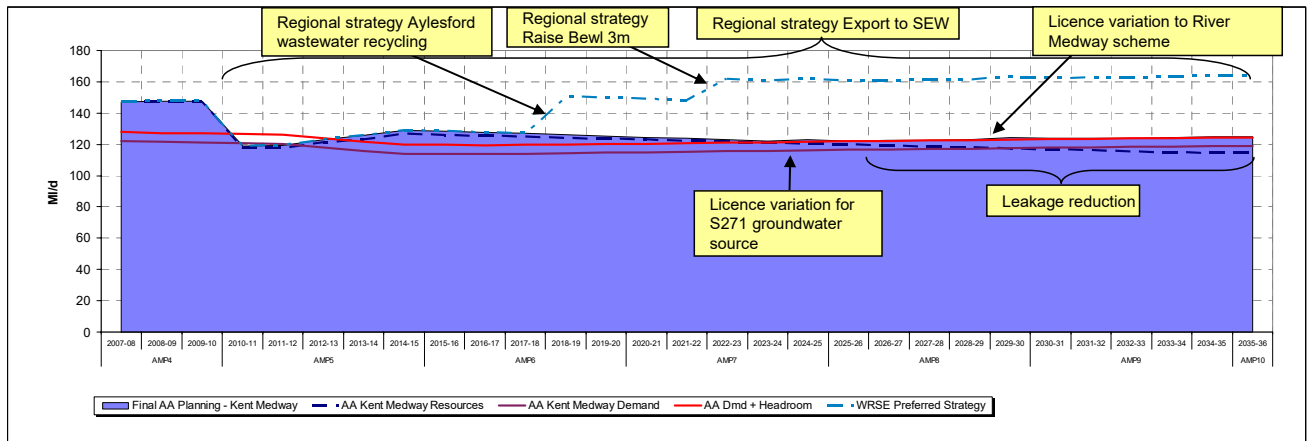 Regional strategy Aylesford
wastewater recycling
Regional strategy
Raise Bewl 3m
Regional strategy Export to SEW
Licence variation to River
Medway scheme
180
160
140
120
100
80
60
40
20
0
Ml/d
Licence variation for
S271 groundwater
source
Leakage reduction
2007-08 2008-09 2009-10 2010-11 2011-12 2012-13 2013-14 2014-15 2015-16 2016-17 2017-18 2018-19 2019-20 2020-21 2021-22 2022-23 2023-24 2024-25 2025-26 2026-27 2027-28 2028-29 2029-30 2030-31 2031-32 2032-33 2033-34 2034-35 2035-36
AMP4 AMP5 AMP6 AMP7 AMP8 AMP9 AMP10
Final AA Planning - Kent Medway AA Kent Medway Resources AA Kent Medway Demand AA Dmd + Headroom WRSE Preferred Strategy